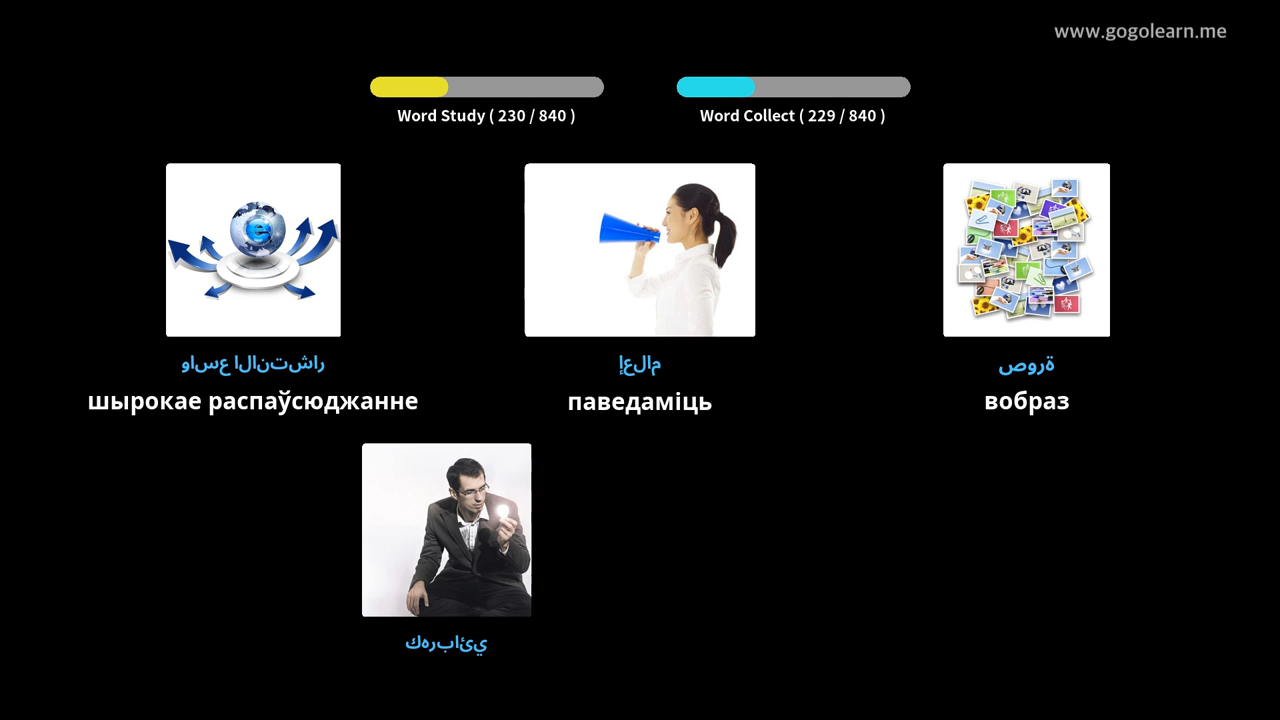 www.gogolearn.me
Word Study ( 230 / 840 )
Word Collect ( 229 / 840 )
واسع الانتشار
шырокае распаўсюджанне
إعلام
паведаміць
صورة
вобраз
كهربائي